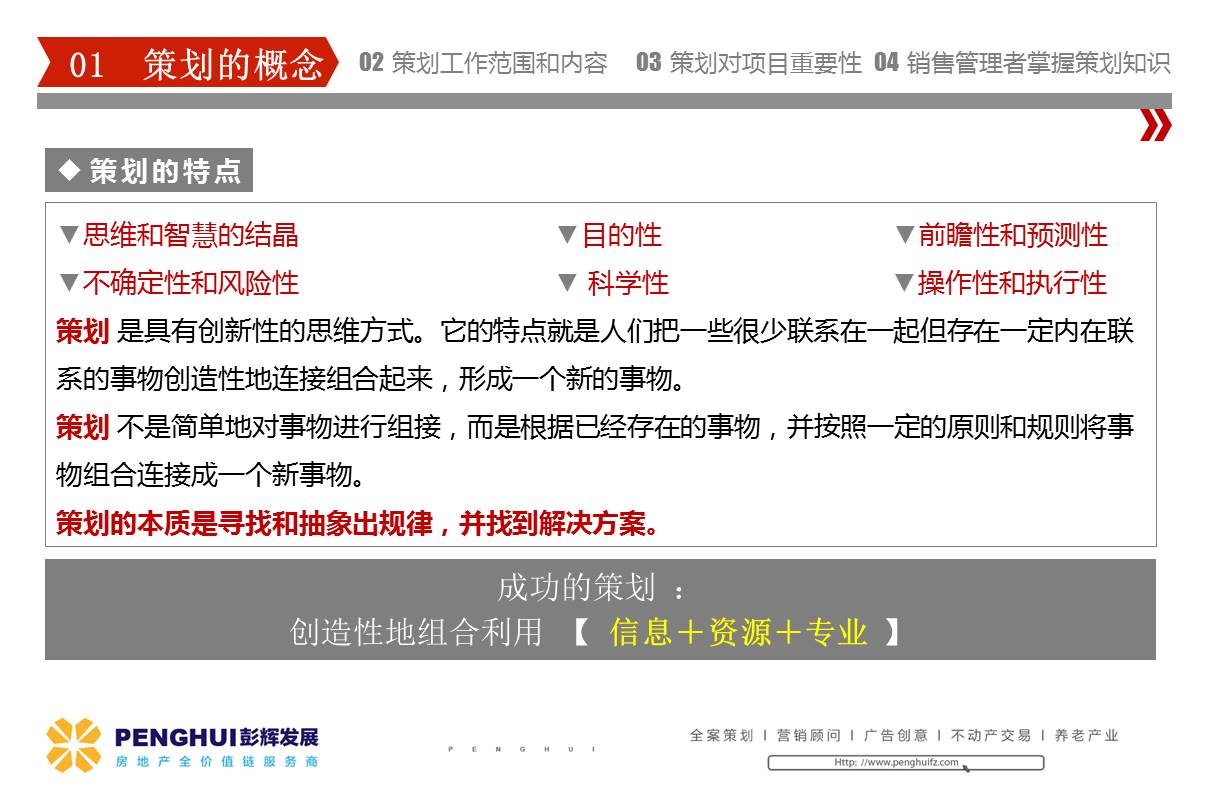 01 策划的概念 02 策划工作范围和内容 03 策划对项目重要性 04 销售管理者掌握策划知识
◆ 策划的特点
▼思维和智慧的结晶 ▼目的性 ▼前瞻性和预测性
▼不确定性和风险性 ▼ 科学性 ▼操作性和执行性
策划 是具有创新性的思维方式。它的特点就是人们把一些很少联系在一起但存在一定内在联
系的事物创造性地连接组合起来，形成一个新的事物。
策划 不是简单地对事物进行组接，而是根据已经存在的事物，并按照一定的原则和规则将事
物组合连接成一个新事物。
策划的本质是寻找和抽象出规律，并找到解决方案。
成功的策划 ：
创造性地组合利用 【 信息＋资源＋专业 】
PENGHUI彭辉发展
房地产全价值链服务商
PENGHUI
全案策划 I 营销顾问 I 广告创意 I 不动产交易 I 养老产业
Http: //www.penghuifz.com